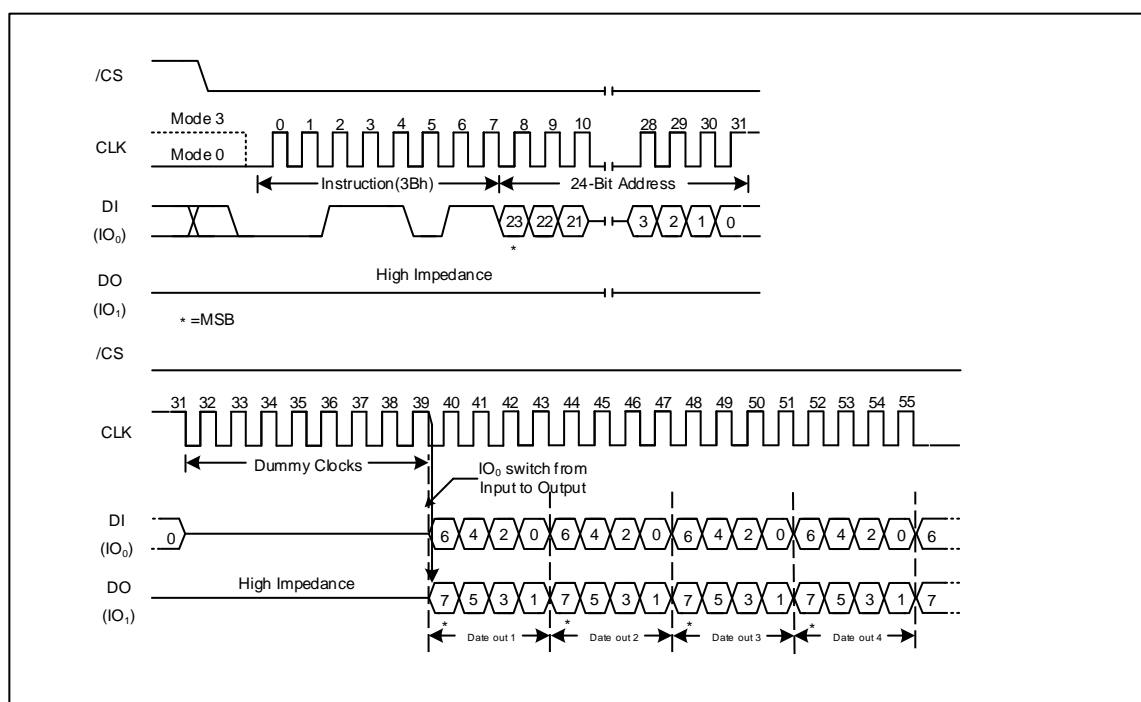 /CS
Mode 3
Mode 0
CLK
0 1 2 3 4 5 6 7 8 9 10 28 29 30 31
Instruction(3Bh)
24-Bit Address
DI
(IO0)
23 22 21 3 2 1 0
*
High Impedance
DO
(IO1)
* =MSB
/CS
31 32 33 34 35 36 37 38 39 40 41 42 43 44 45 46 47 48 49 50 51 52 53 54 55
CLK
Dummy Clocks
IO0 switch from
Input to Output
DI
(IO0)
0 6 4 2 0 6 4 2 0 6 4 2 0 6 4 2 0 6
DO
(IO1)
High Impedance
7 5 3 1 7 5 3 1 7 5 3 1 7 5 3 1 7
* * * *
Date out 1 Date out 2 Date out 3 Date out 4